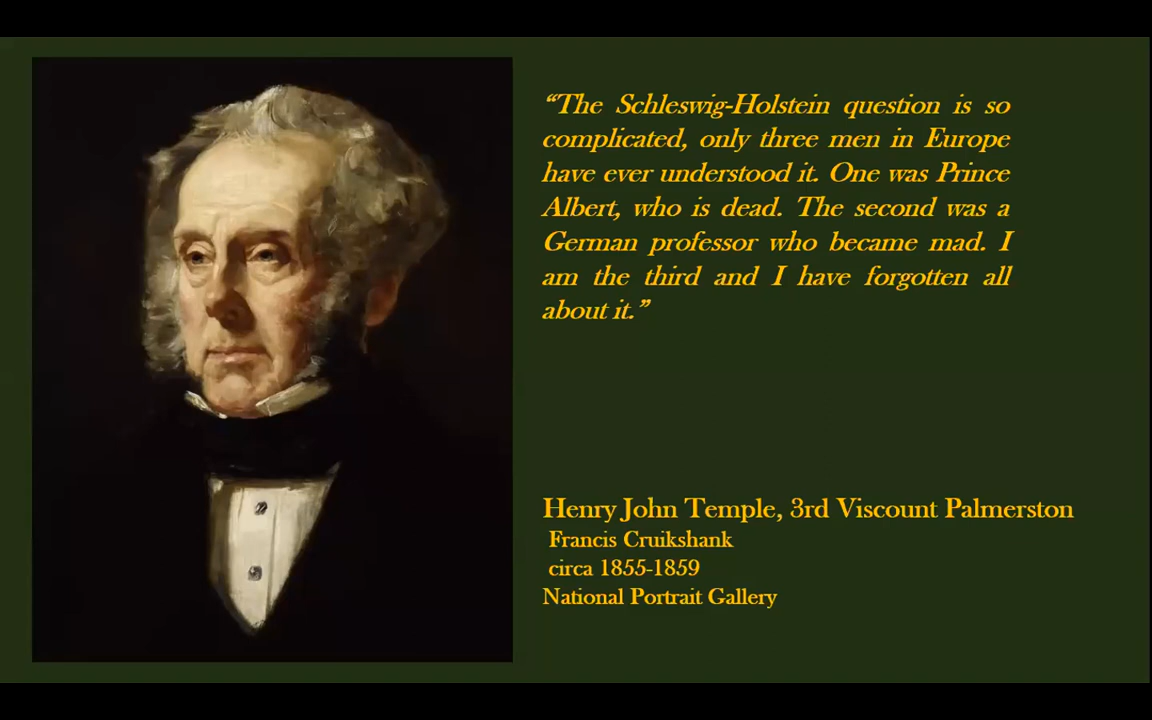 “The Schleswig-Holstein question is so
complicated, only three men in Europe
have ever understood it. One was Prince
Albert, who is dead. The second was a
German professor who became mad. I
am the third and I have forgotten all
about it.”
Henry John Temple, 3rd Viscount Palmerston
Francis Cruikshank
circa 1855-1859
National Portrait Gallery